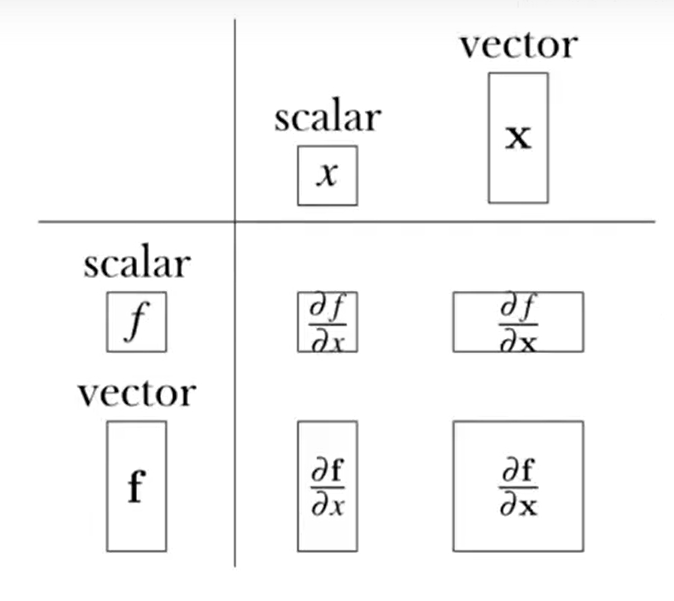 vector
scalar
𝐱
x
scalar
f
∂f/∂x
∂f/∂𝐱
vector
𝐟
∂𝐟/∂x
∂𝐟/∂𝐱